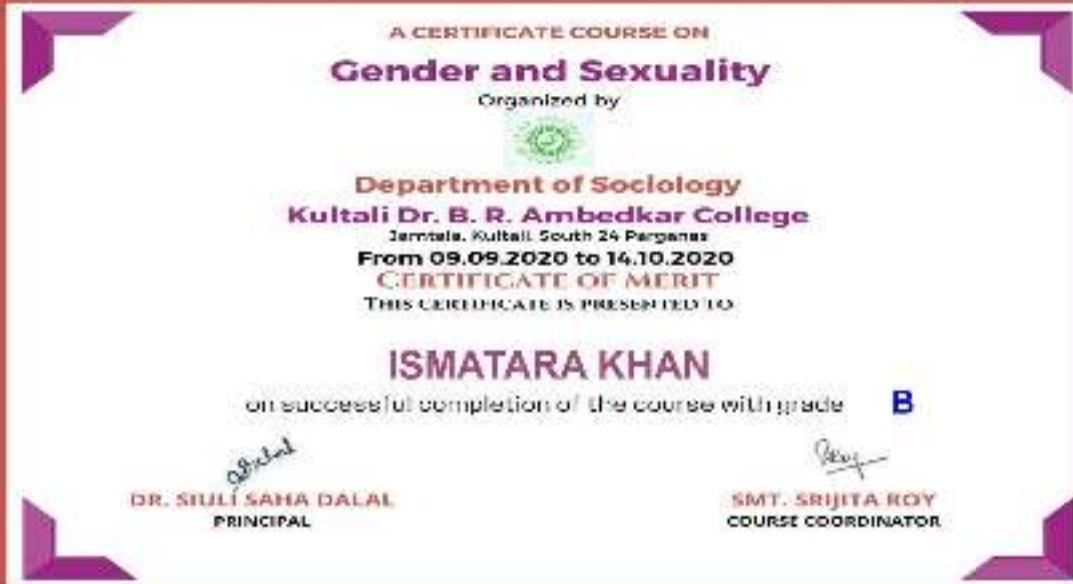 A CERTIFICATE COURSE ON
Gender and Sexuality
Organized by
Department of Sociology
Kultali Dr. B. R. Ambedkar College
Jamtala, Kultali, South 24 Parganas
From 09.09.2020 to 14.10.2020
CERTIFICATE OF MERIT
THIS CERTIFICATE IS PRESENTED TO
ISMATARA KHAN
on successful completion of the course with grade B
DR. SIULI SAHA DALAL
PRINCIPAL
SMT. SRIJITA ROY
COURSE COORDINATOR